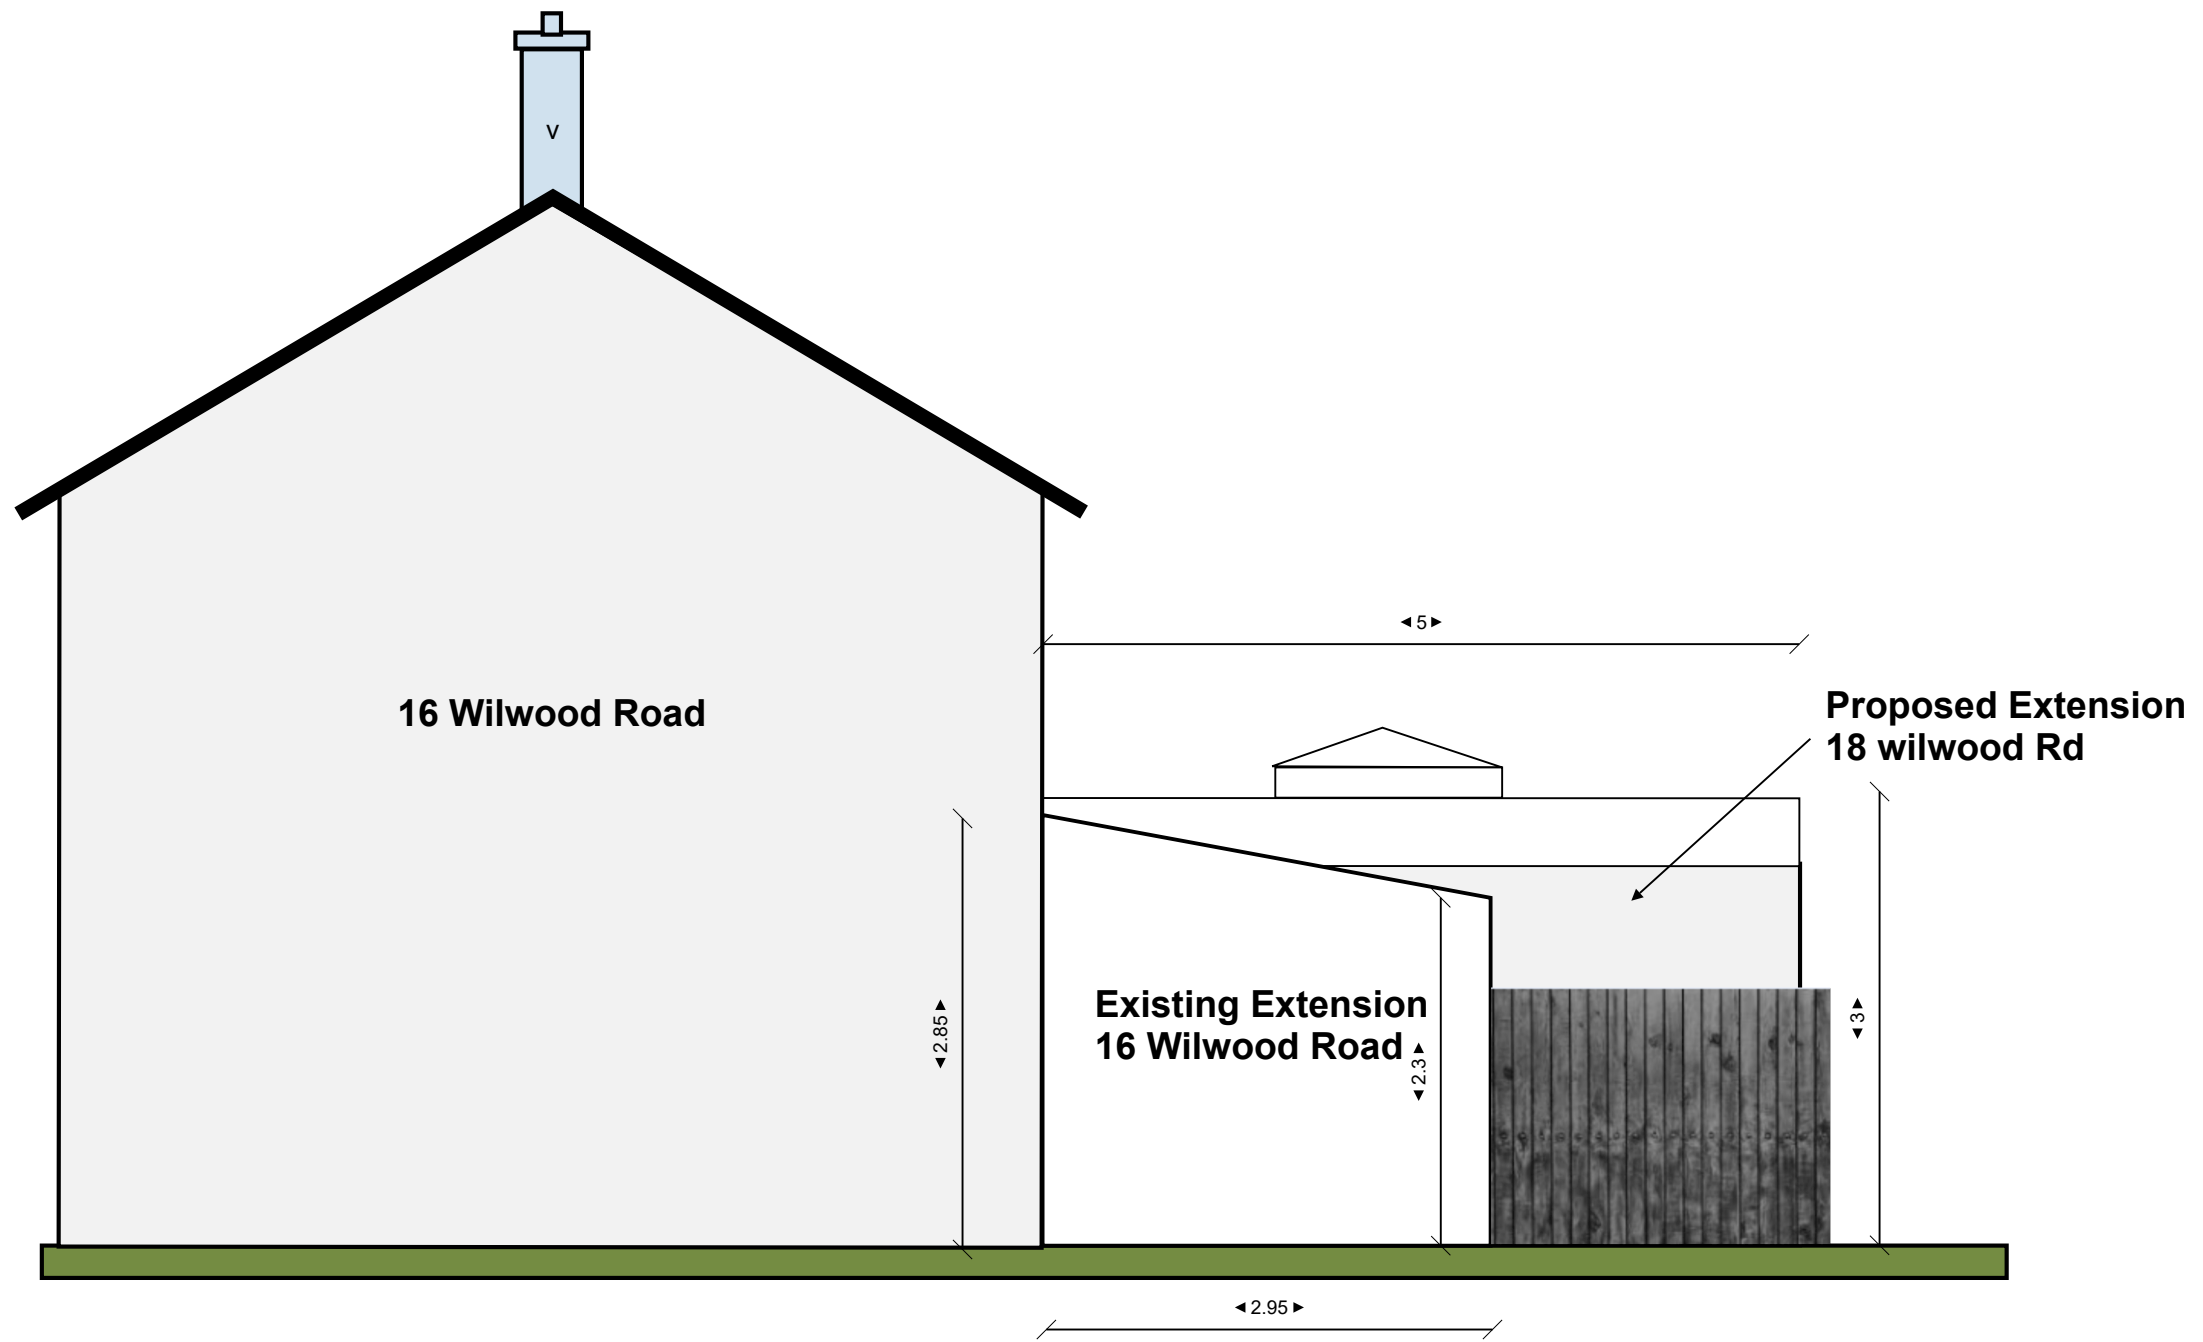 v
16 Wilwood Road
5
Proposed Extension
18 wilwood Rd
2.85
Existing Extension
16 Wilwood Road
2.3
3
2.95